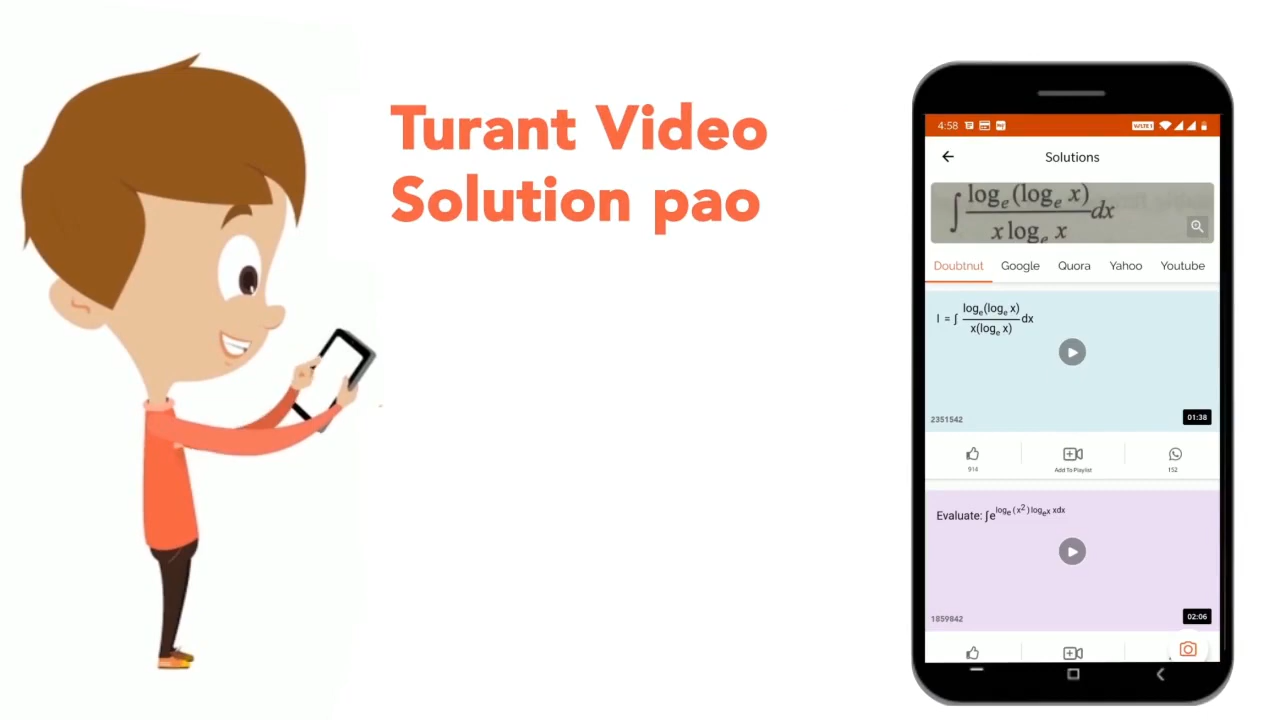 Turant Video
Solution pao
4:58
VoLTE1
Solutions
∫ logₑ(logₑ x) / x logₑ x dx
Doubtnut Google Quora Yahoo Youtube
I = ∫ logₑ(logₑ x) / x(logₑ x) dx
2351542 01:38
914 Add To Playlist 152
Evaluate: ∫e^logₑ(x²)logₑx xdx
1859842 02:06